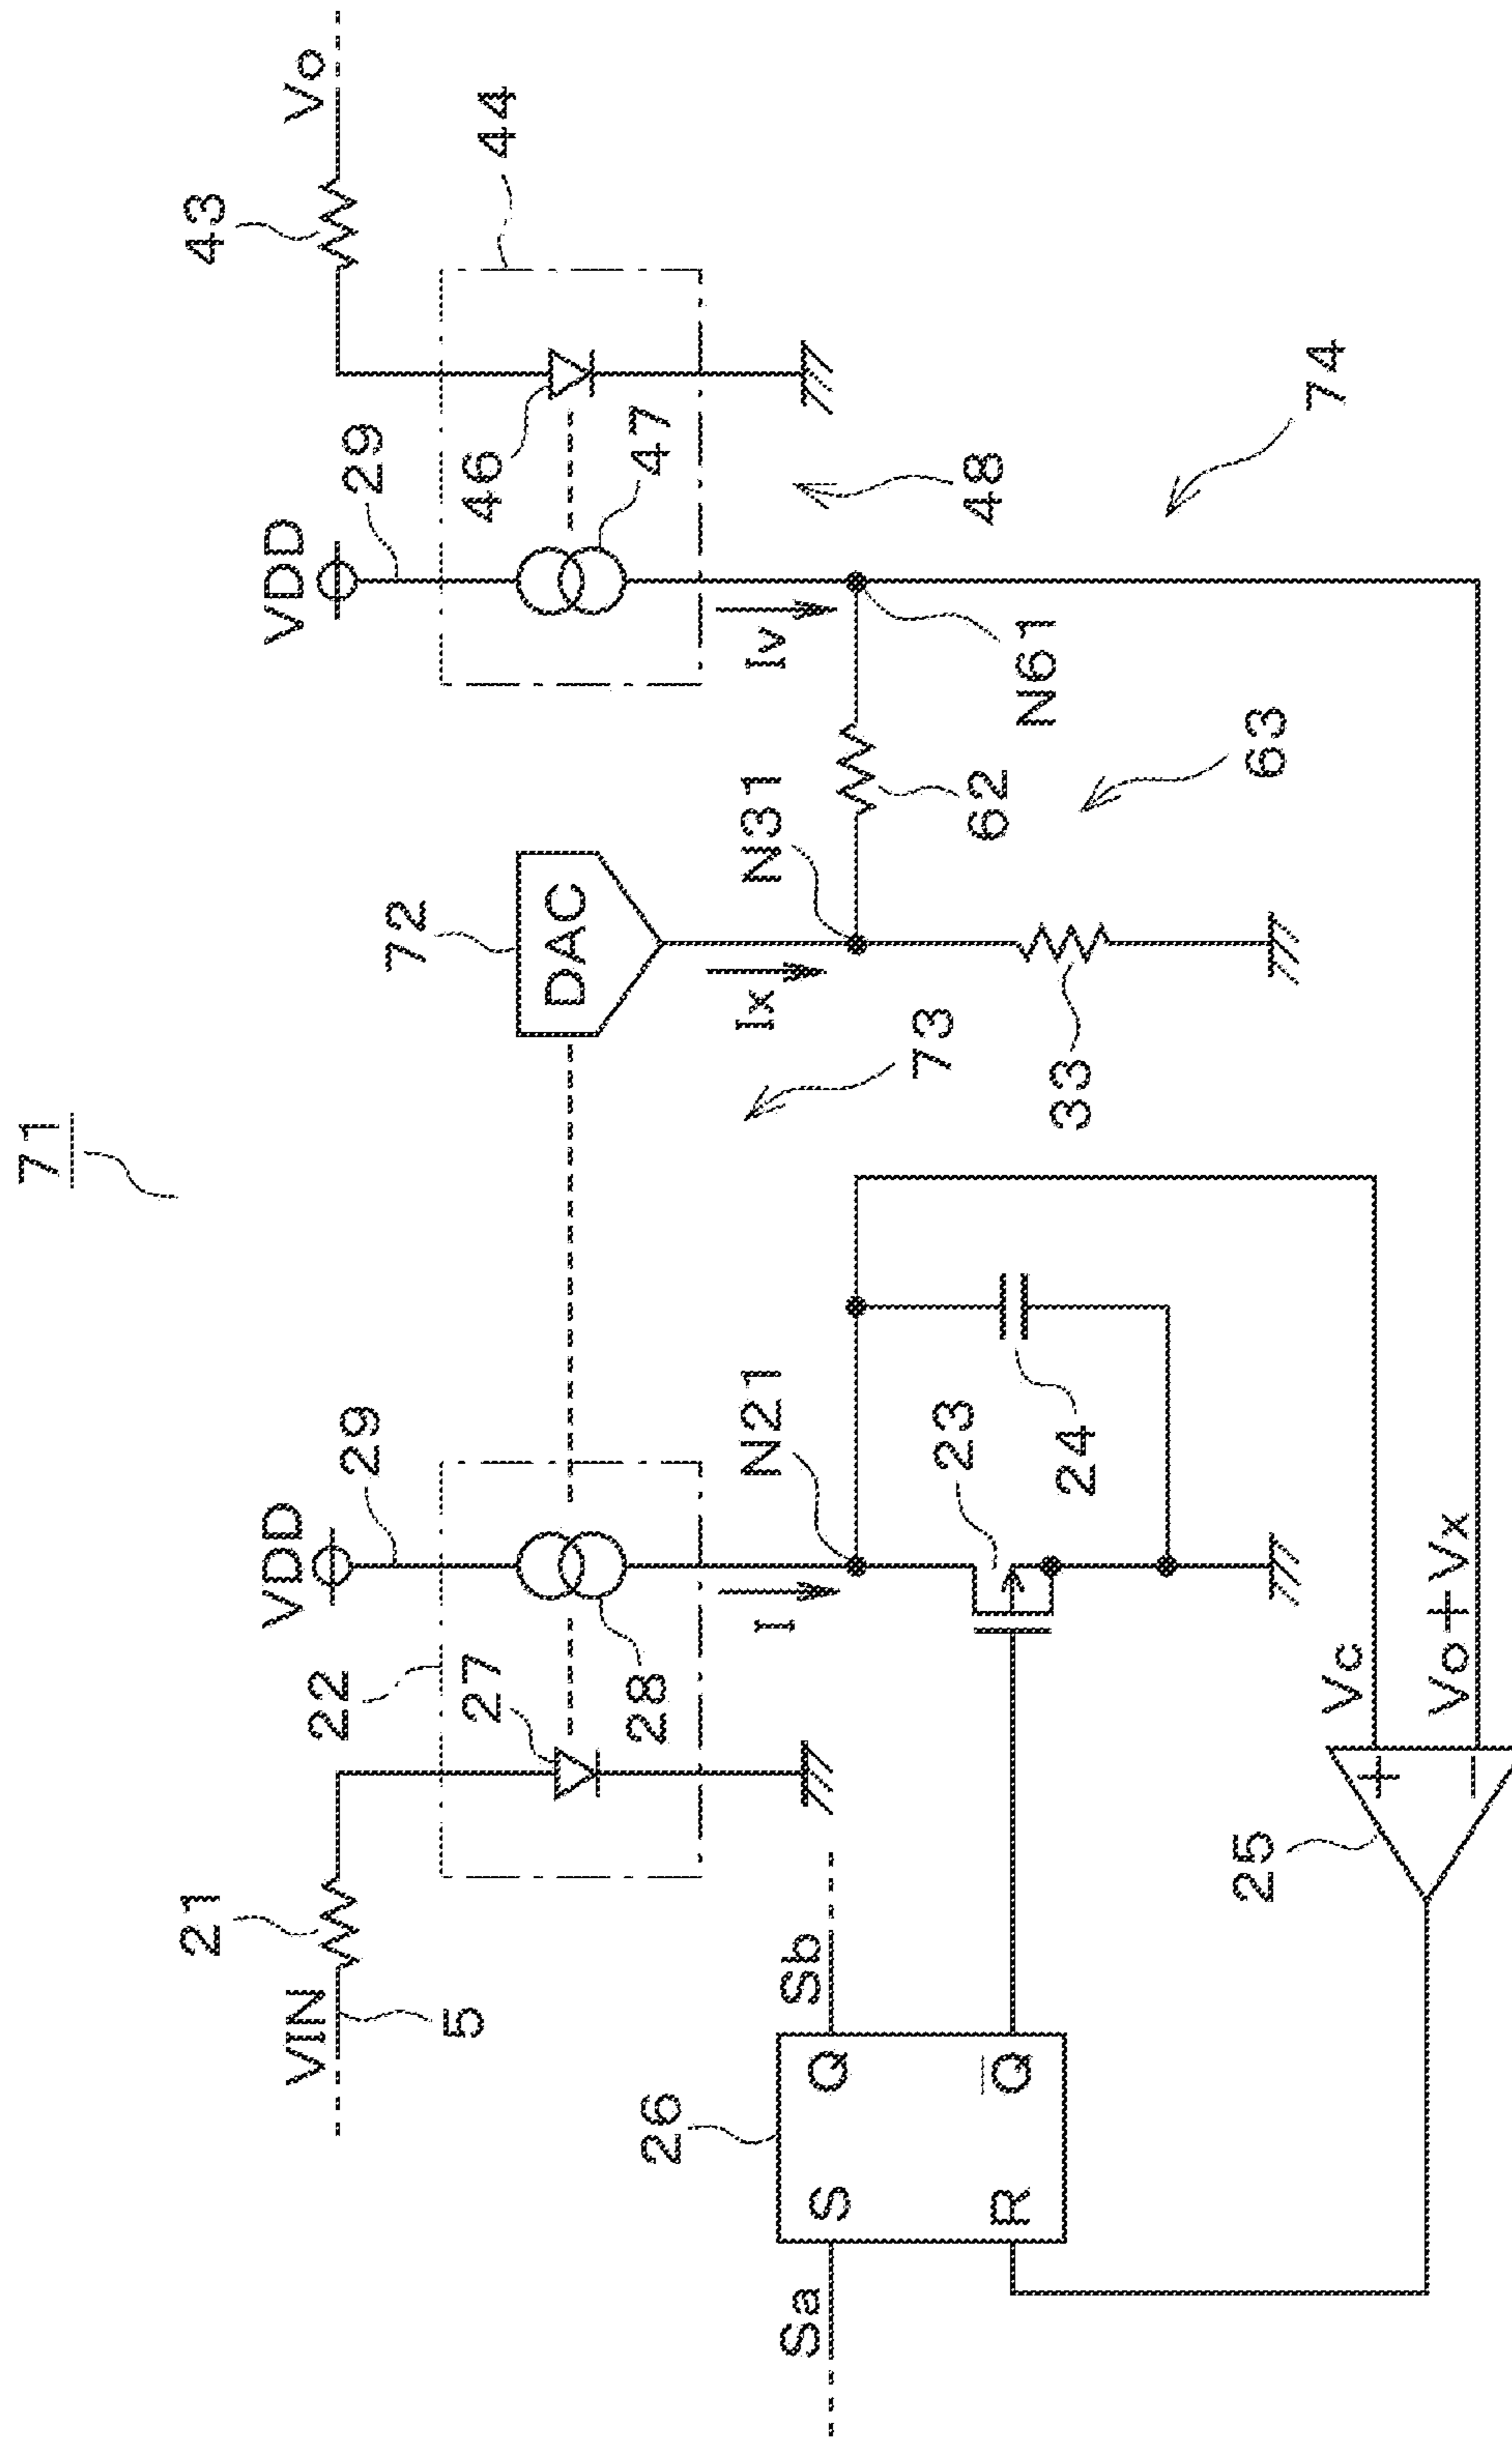 71
VIN
5
21
22
VDD
29
27
28
I
N21
23
24
Sa
S
Q
R
Q̅
Sb
26
25
+
−
Vc
Vo+Vx
72
DAC
Ix
73
N31
33
62
63
VDD
29
Iv
N61
46
47
48
44
43
Vo
74